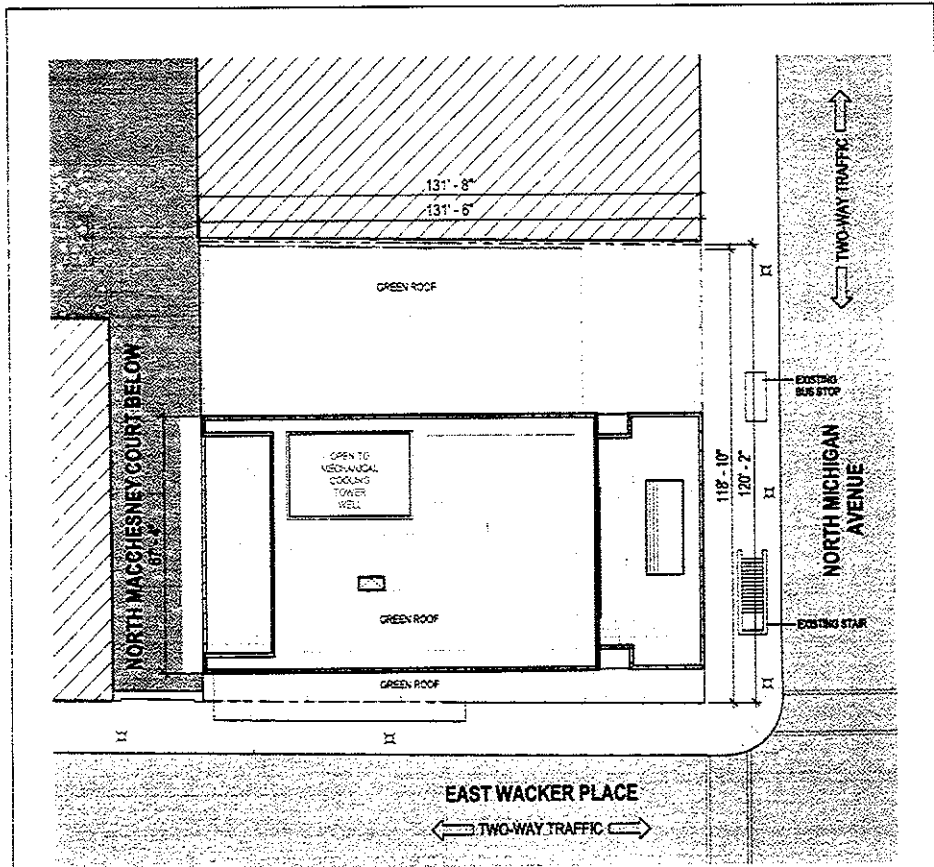 131' - 8"
131' - 6"
TWO-WAY TRAFFIC
GREEN ROOF
EXISTING
BUS STOP
NORTH MACCHESNEY COURT BELOW
67' - 4"
OPEN TO
MECHANICAL
COOLING
TOWER
WELL
118' - 10"
120' - 2"
NORTH MICHIGAN
AVENUE
GREEN ROOF
EXISTING STAIR
GREEN ROOF
EAST WACKER PLACE
TWO-WAY TRAFFIC